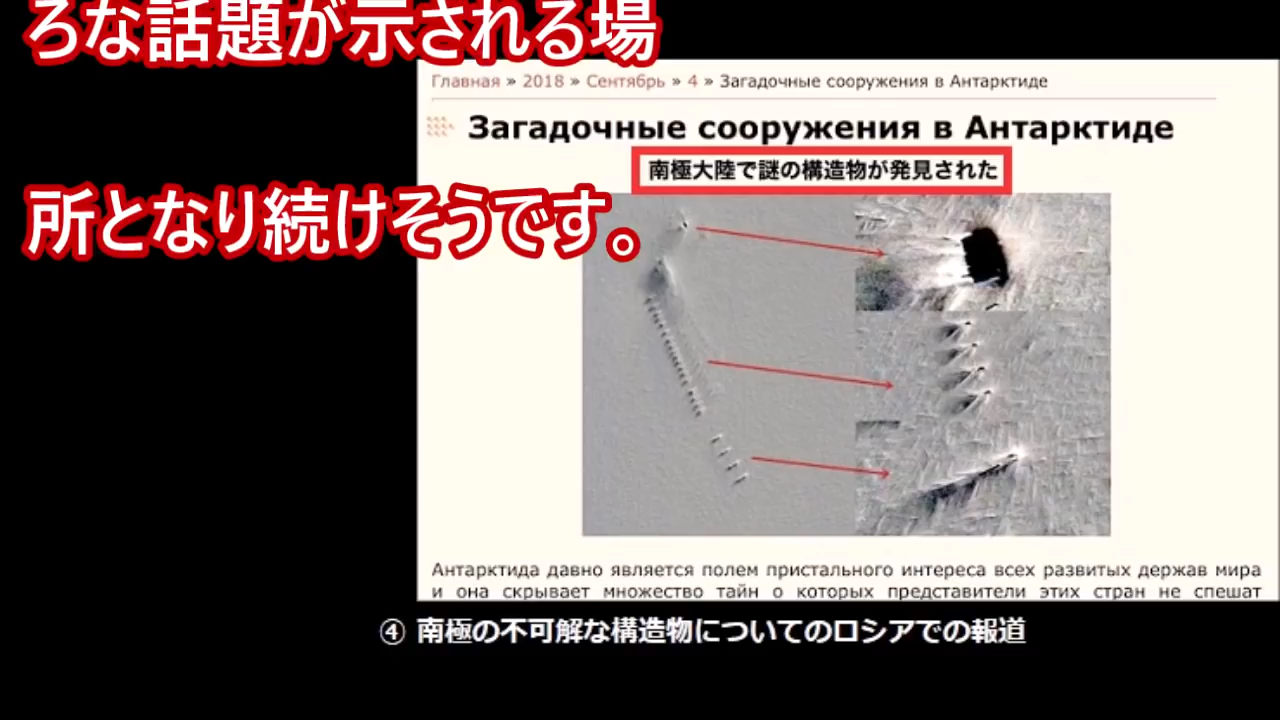 ろな話題が示される場
所となり続けそうです。
Главная » 2018 » Сентябрь » 4 » Загадочные сооружения в Антарктиде
Загадочные сооружения в Антарктиде
南極大陸で謎の構造物が発見された
Антарктида давно является полем пристального интереса всех развитых держав мира
и она скрывает множество тайн о которых представители этих стран не спешат
④ 南極の不可解な構造物についてのロシアでの報道